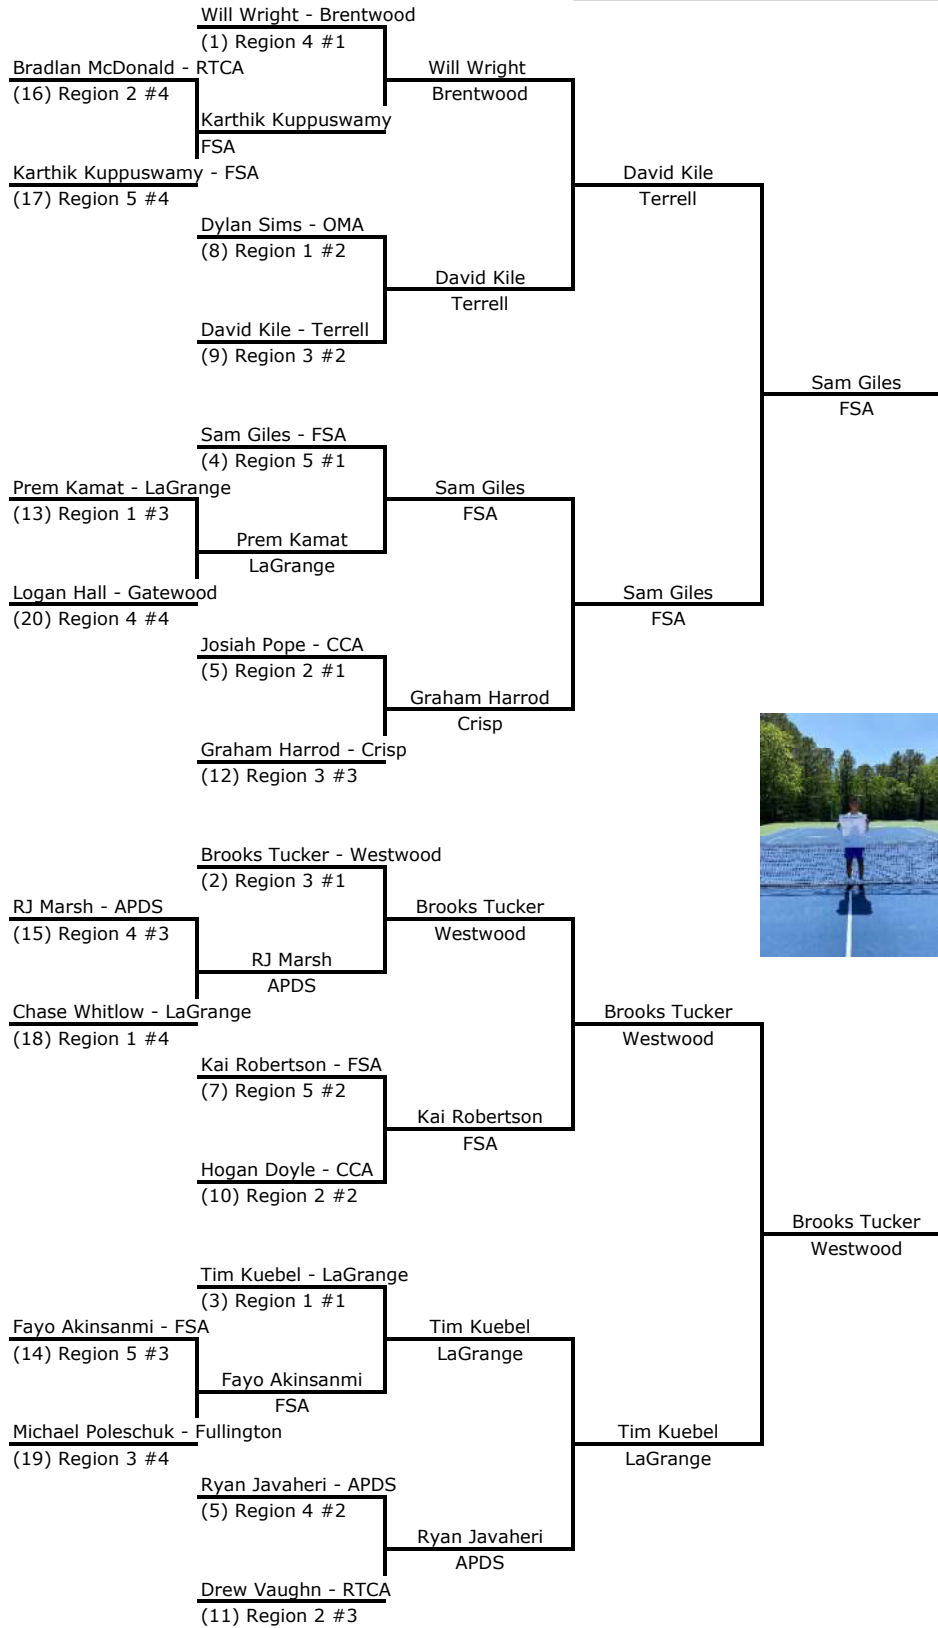 Will Wright - Brentwood
(1) Region 4 #1
Bradlan McDonald - RTCA
(16) Region 2 #4
Will Wright
Brentwood
Karthik Kuppuswamy
FSA
Karthik Kuppuswamy - FSA
(17) Region 5 #4
David Kile
Terrell
Dylan Sims - OMA
(8) Region 1 #2
David Kile
Terrell
David Kile - Terrell
(9) Region 3 #2
Sam Giles
FSA
Sam Giles - FSA
(4) Region 5 #1
Prem Kamat - LaGrange
(13) Region 1 #3
Sam Giles
FSA
Prem Kamat
LaGrange
Logan Hall - Gatewood
(20) Region 4 #4
Sam Giles
FSA
Josiah Pope - CCA
(5) Region 2 #1
Graham Harrod
Crisp
Graham Harrod - Crisp
(12) Region 3 #3
Brooks Tucker - Westwood
(2) Region 3 #1
RJ Marsh - APDS
(15) Region 4 #3
Brooks Tucker
Westwood
RJ Marsh
APDS
Chase Whitlow - LaGrange
(18) Region 1 #4
Brooks Tucker
Westwood
Kai Robertson - FSA
(7) Region 5 #2
Kai Robertson
FSA
Hogan Doyle - CCA
(10) Region 2 #2
Brooks Tucker
Westwood
Tim Kuebel - LaGrange
(3) Region 1 #1
Fayo Akinsanmi - FSA
(14) Region 5 #3
Tim Kuebel
LaGrange
Fayo Akinsanmi
FSA
Michael Poleschuk - Fullington
(19) Region 3 #4
Tim Kuebel
LaGrange
Ryan Javaheri - APDS
(5) Region 4 #2
Ryan Javaheri
APDS
Drew Vaughn - RTCA
(11) Region 2 #3